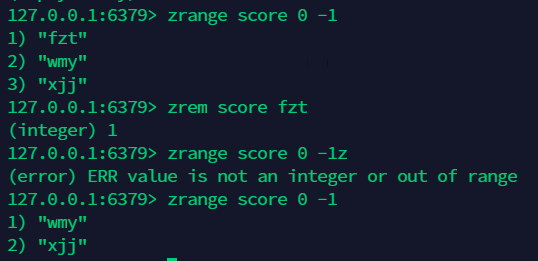 127.0.0.1:6379> zrange score 0 -1
1) "fzt"
2) "wmy"
3) "xjj"
127.0.0.1:6379> zrem score fzt
(integer) 1
127.0.0.1:6379> zrange score 0 -1z
(error) ERR value is not an integer or out of range
127.0.0.1:6379> zrange score 0 -1
1) "wmy"
2) "xjj"